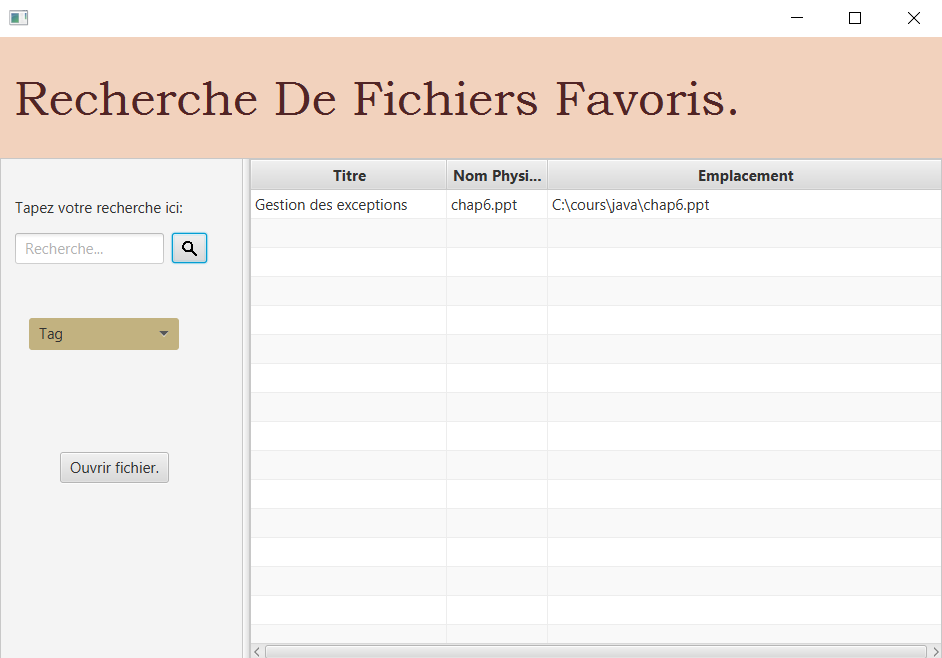 Recherche De Fichiers Favoris.
Tapez votre recherche ici:
Recherche...
Tag
Ouvrir fichier.
Titre Nom Physi... Emplacement
Gestion des exceptions chap6.ppt C:\cours\java\chap6.ppt